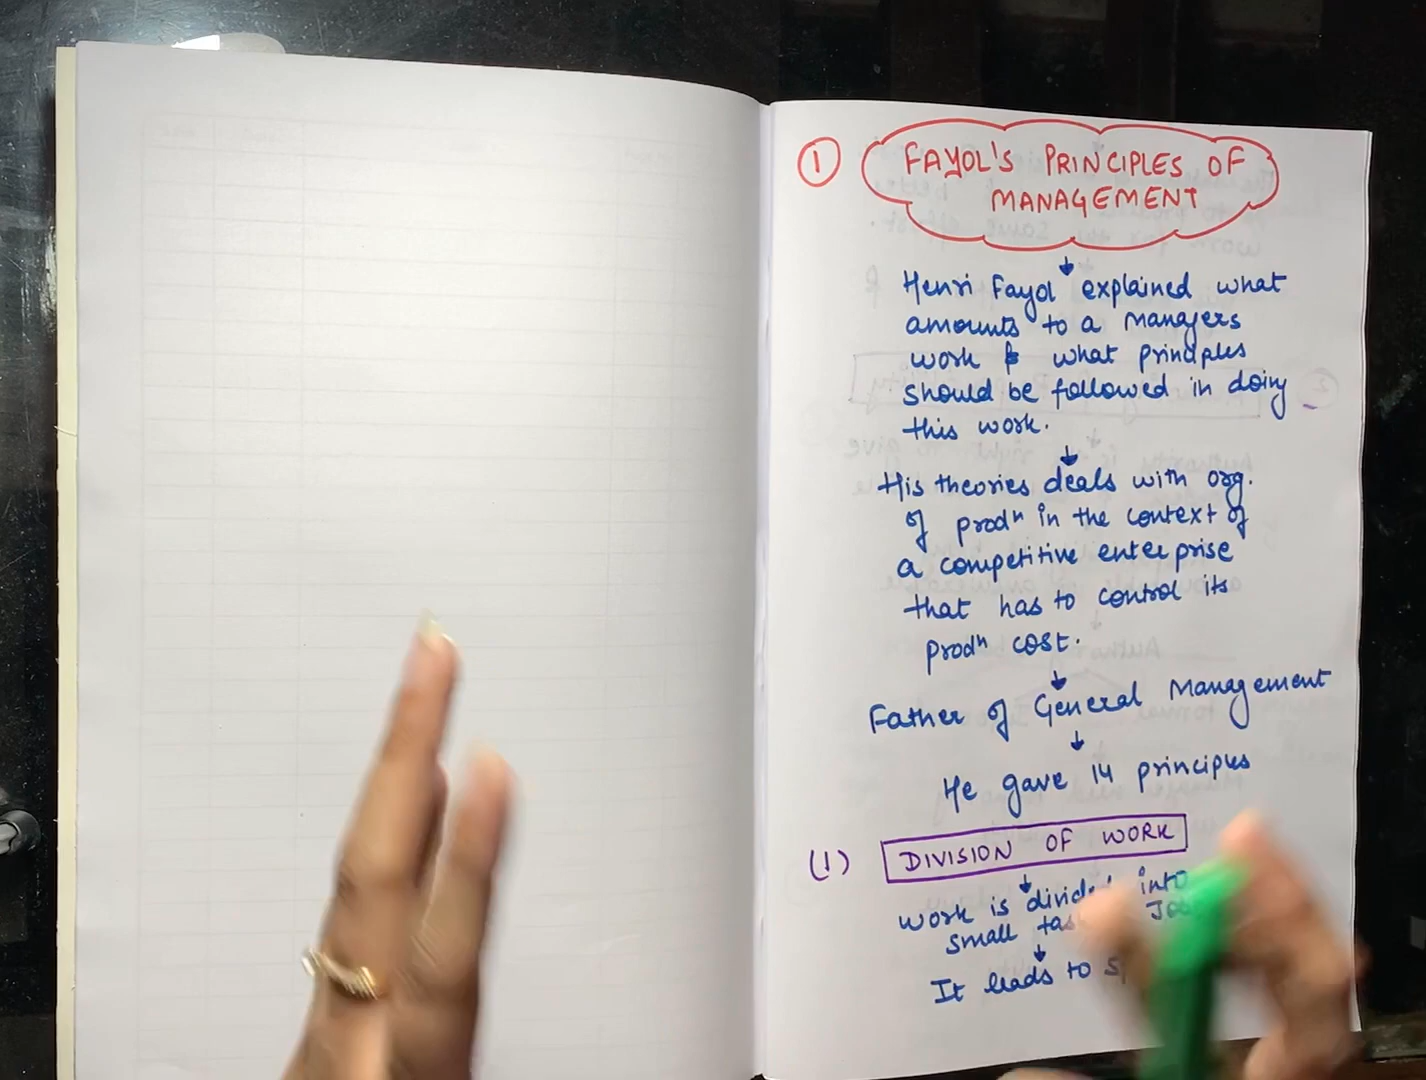 1 FAYOL'S PRINCIPLES OF
MANAGEMENT
Henri Fayol explained what
amounts to a managers
work & what principles
should be followed in doing
this work.
His theories deals with org.
of prodⁿ in the context of
a competitive enterprise
that has to control its
prodⁿ cost.
Father of General Management
He gave 14 principles
(1) DIVISION OF WORK
work is into
small
It leads to